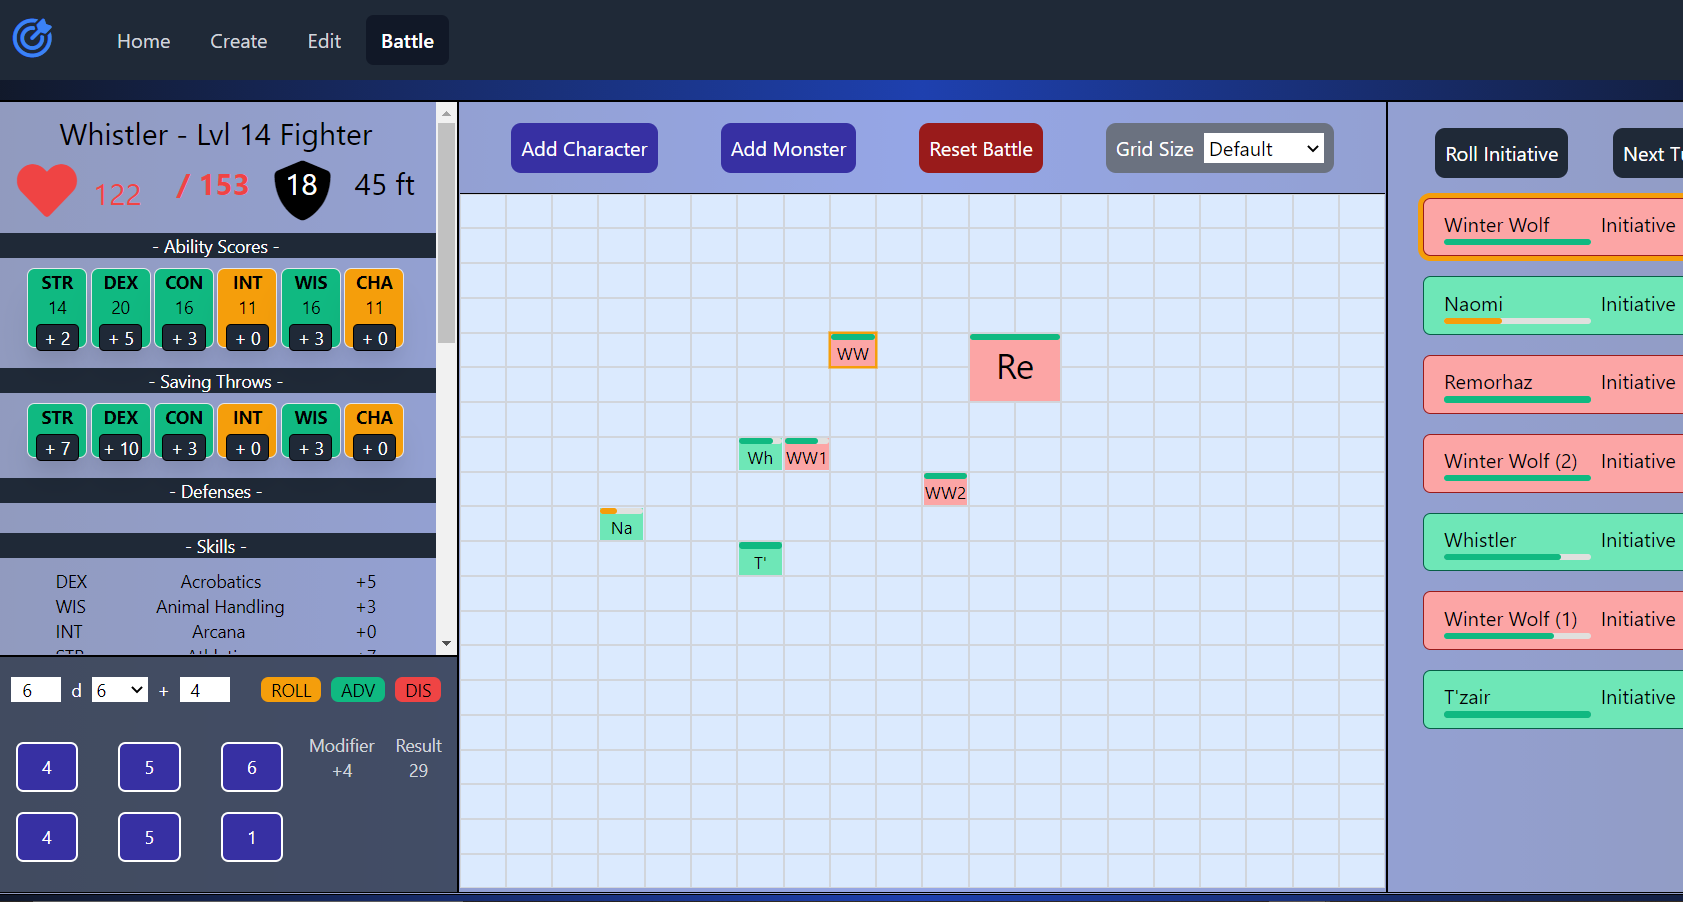 Home Create Edit Battle
Whistler - Lvl 14 Fighter
122 / 153 18 45 ft
- Ability Scores -
STR DEX CON INT WIS CHA
14 20 16 11 16 11
+ 2 + 5 + 3 + 0 + 3 + 0
- Saving Throws -
STR DEX CON INT WIS CHA
+ 7 + 10 + 3 + 0 + 3 + 0
- Defenses -
- Skills -
DEX Acrobatics +5
WIS Animal Handling +3
INT Arcana +0
6 d 6 + 4 ROLL ADV DIS
4 5 6
Modifier Result
+4 29
4 5 1
Add Character Add Monster Reset Battle Grid Size Default
WW Re
Wh WW1
WW2
Na
T'
Roll Initiative Next Tu
Winter Wolf Initiative
Naomi Initiative
Remorhaz Initiative
Winter Wolf (2) Initiative
Whistler Initiative
Winter Wolf (1) Initiative
T'zair Initiative